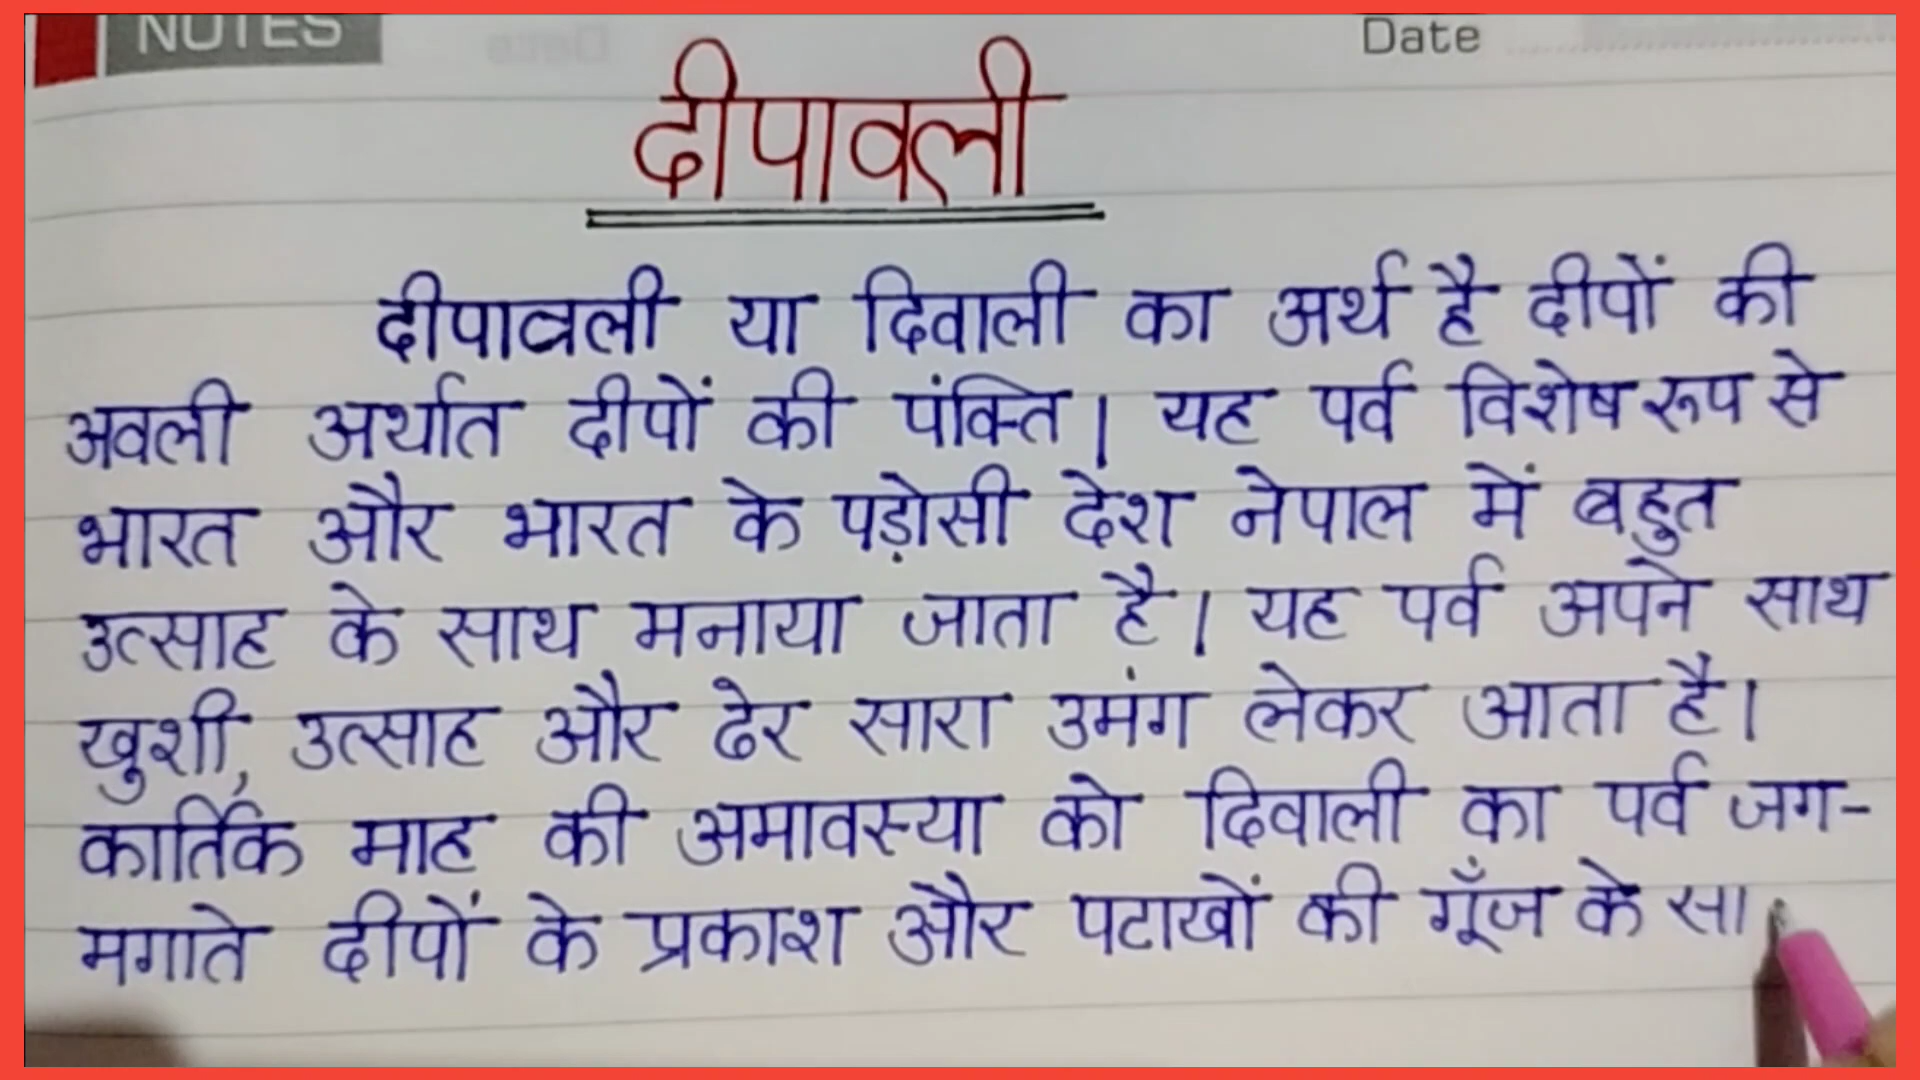 NOTES
Date
दीपावली
दीपावली या दिवाली का अर्थ है दीपों की
अवली अर्थात दीपों की पंक्ति। यह पर्व विशेष रूप से
भारत और भारत के पड़ोसी देश नेपाल में बहुत
उत्साह के साथ मनाया जाता है। यह पर्व अपने साथ
खुशी, उत्साह और ढेर सारा उमंग लेकर आता है।
कार्तिक माह की अमावस्या को दिवाली का पर्व जग-
मगाते दीपों के प्रकाश और पटाखों की गूँज के सा